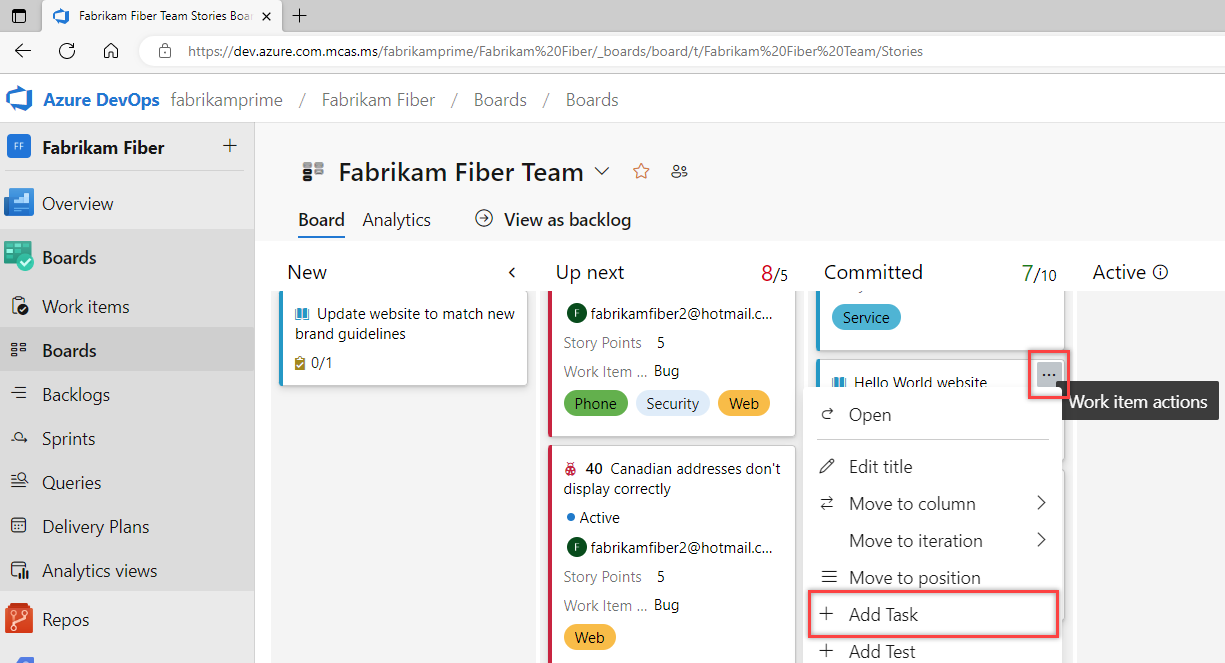 Fabrikam Fiber Team Stories Boa
https://dev.azure.com.mcas.ms/fabrikamprime/Fabrikam%20Fiber/_boards/board/t/Fabrikam%20Fiber%20Team/Stories
Azure DevOps fabrikamprime / Fabrikam Fiber / Boards / Boards
FF Fabrikam Fiber
Overview
Boards
Work items
Boards
Backlogs
Sprints
Queries
Delivery Plans
Analytics views
Repos
Fabrikam Fiber Team
Board Analytics View as backlog
New
Update website to match new
brand guidelines
0/1
Up next 8/5
F fabrikamfiber2@hotmail.c...
Story Points 5
Work Item ... Bug
Phone Security Web
40 Canadian addresses don't
display correctly
Active
F fabrikamfiber2@hotmail.c...
Story Points 5
Work Item ... Bug
Web
Committed 7/10
Service
Hello World website
...
Work item actions
Open
Edit title
Move to column
Move to iteration
Move to position
Add Task
Add Test
Active